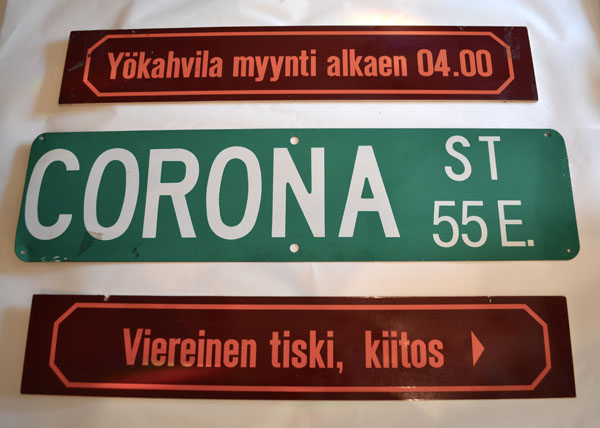 Yökahvila myynti alkaen 04.00
CORONA ST
55 E.
Viereinen tiski, kiitos